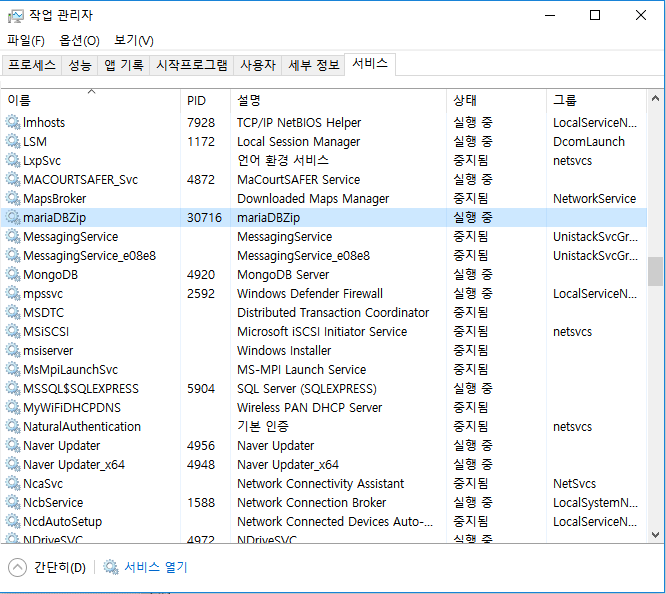 작업 관리자
파일(F) 옵션(O) 보기(V)
프로세스 성능 앱 기록 시작프로그램 사용자 세부 정보 서비스
이름 PID 설명 상태 그룹
lmhosts 7928 TCP/IP NetBIOS Helper 실행 중 LocalServiceN...
LSM 1172 Local Session Manager 실행 중 DcomLaunch
LxpSvc 언어 환경 서비스 중지됨 netsvcs
MACOURTSAFER_Svc 4872 MaCourtSAFER Service 실행 중
MapsBroker Downloaded Maps Manager 중지됨 NetworkService
mariaDBZip 30716 mariaDBZip 실행 중
MessagingService MessagingService 중지됨 UnistackSvcGr...
MessagingService_e08e8 MessagingService_e08e8 중지됨 UnistackSvcGr...
MongoDB 4920 MongoDB Server 실행 중
mpssvc 2592 Windows Defender Firewall 실행 중 LocalServiceN...
MSDTC Distributed Transaction Coordinator 중지됨
MSiSCSI Microsoft iSCSI Initiator Service 중지됨 netsvcs
msiserver Windows Installer 중지됨
MsMpiLaunchSvc MS-MPI Launch Service 중지됨
MSSQL$SQLEXPRESS 5904 SQL Server (SQLEXPRESS) 실행 중
MyWiFiDHCPDNS Wireless PAN DHCP Server 중지됨
NaturalAuthentication 기본 인증 중지됨 netsvcs
Naver Updater 4956 Naver Updater 실행 중
Naver Updater_x64 4948 Naver Updater_x64 실행 중
NcaSvc Network Connectivity Assistant 중지됨 NetSvcs
NcbService 1588 Network Connection Broker 실행 중 LocalSystemN...
NcdAutoSetup Network Connected Devices Auto-... 중지됨 LocalServiceN...
NDriveSVC 4972 NDriveSVC 실행 중
간단히(D) 서비스 열기